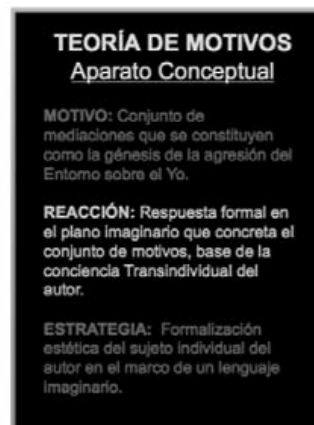 TEORÍA DE MOTIVOS
Aparato Conceptual
MOTIVO: Conjunto de
mediaciones que se constituyen
como la génesis de la agresión del
Entorno sobre el Yo.
REACCIÓN: Respuesta formal en
el plano imaginario que concreta el
conjunto de motivos, base de la
conciencia Transindividual del
autor.
ESTRATEGIA: Formalización
estética del sujeto individual del
autor en el marco de un lenguaje
imaginario.